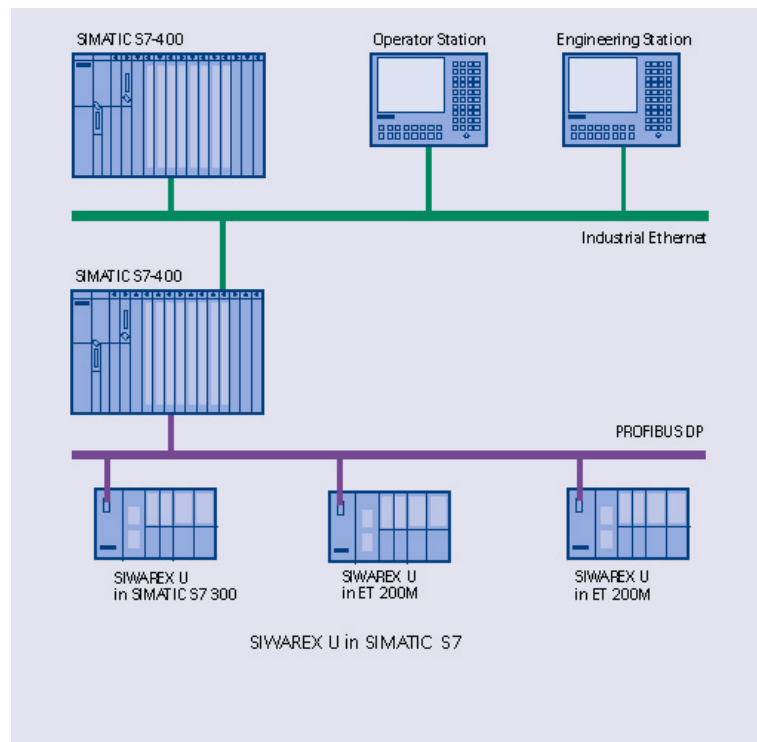 SIMATIC S7-400
Operator Station
Engineering Station
Industrial Ethernet
SIMATIC S7-400
PROFIBUS DP
SIWAREX U
in SIMATIC S7 300
SIWAREX U
in ET 200M
SIWAREX U
in ET 200M
SIWAREX U in SIMATIC S7